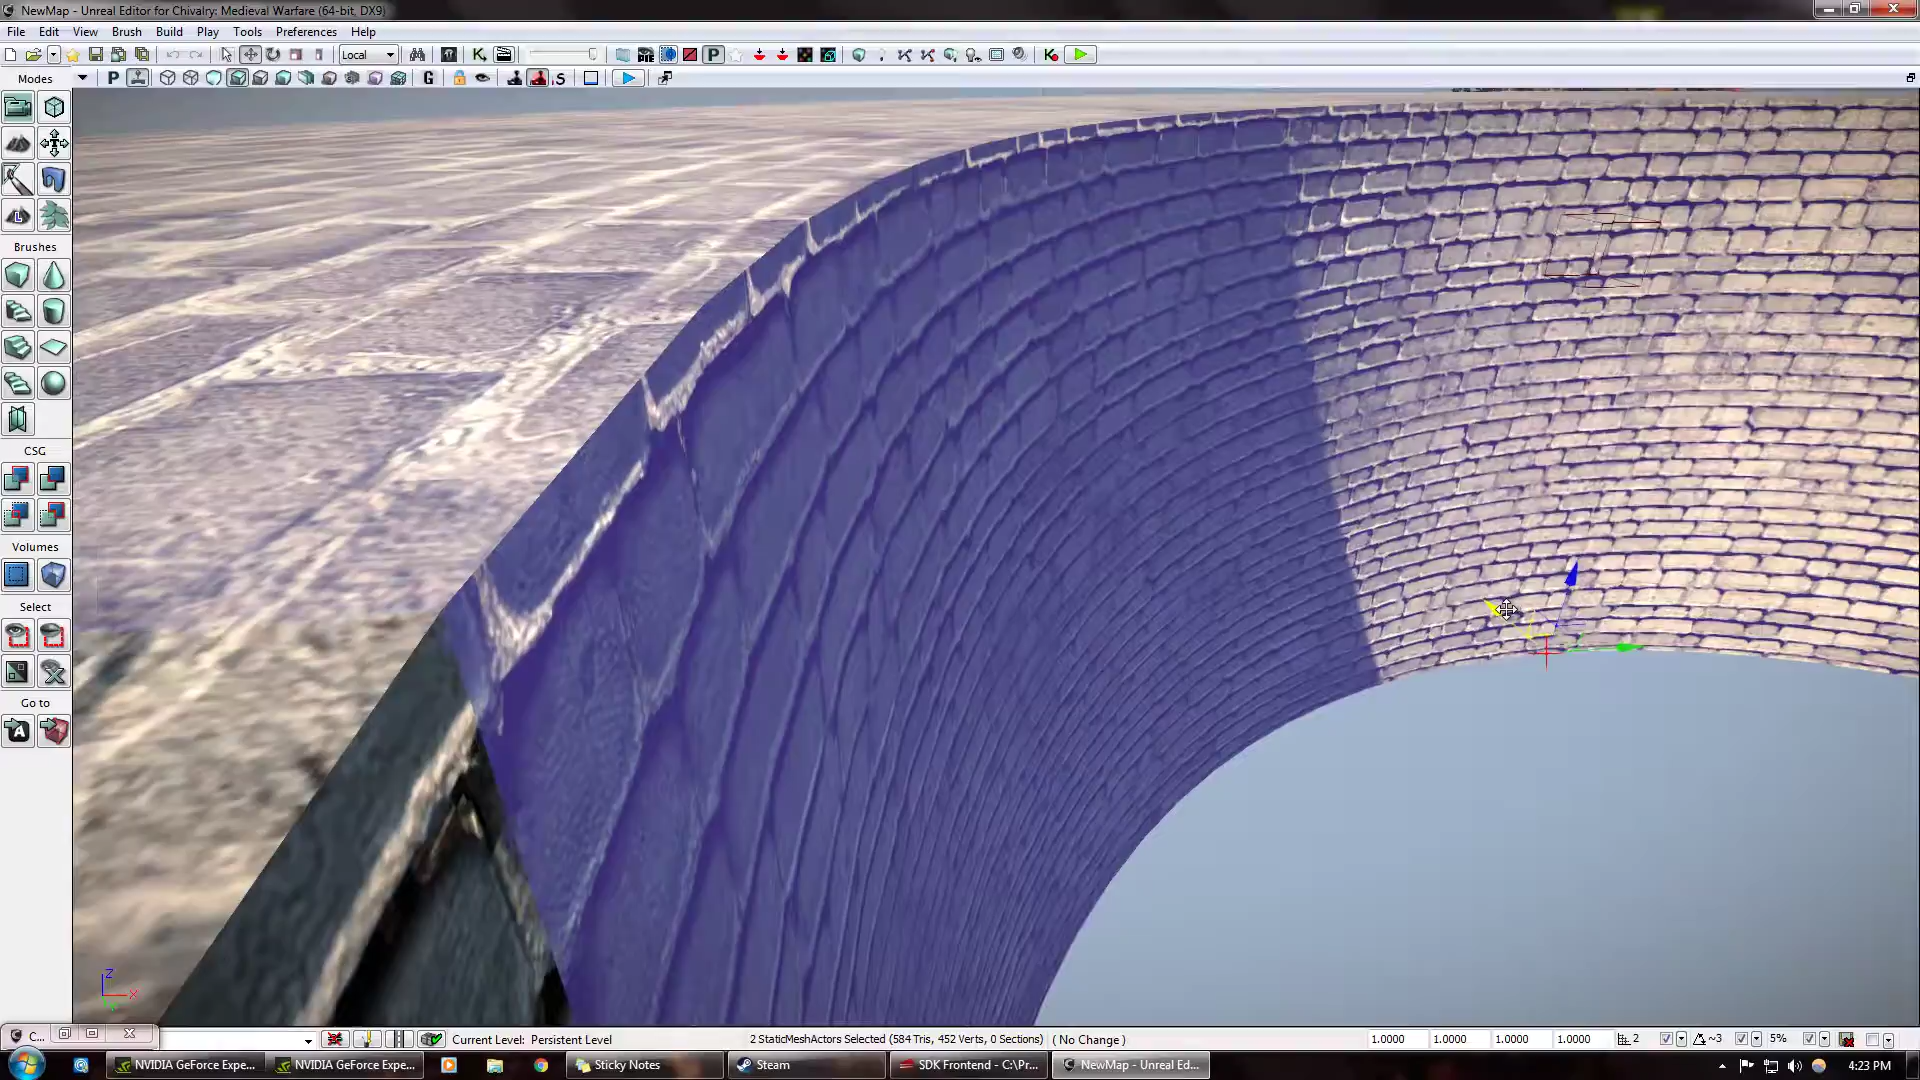 NewMap - Unreal Editor for Chivalry: Medieval Warfare (64-bit, DX9)
File Edit View Brush Build Play Tools Preferences Help
Local
Modes
P G S
Brushes
CSG
Volumes
Select
Go to
Z
X
C...
Current Level: Persistent Level
2 StaticMeshActors Selected (584 Tris, 452 Verts, 0 Sections)
( No Change )
1.0000 1.0000 1.0000 1.0000
2
~3
5%
NVIDIA GeForce Expe...
NVIDIA GeForce Expe...
Sticky Notes
Steam
SDK Frontend - C:\Pr...
NewMap - Unreal Ed...
4:23 PM